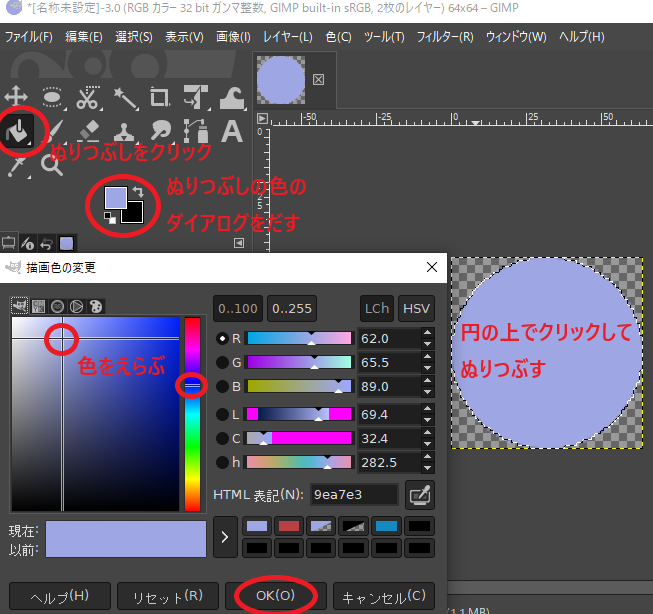 *[名称未設定]-3.0 (RGB カラー 32 bit ガンマ整数, GIMP built-in sRGB, 2枚のレイヤー) 64x64 – GIMP
ファイル(F) 編集(E) 選択(S) 表示(V) 画像(I) レイヤー(L) 色(C) ツール(T) フィルター(R) ウィンドウ(W) ヘルプ(H)
-50 -25 0 25 50
0
ぬりつぶしをクリック
ぬりつぶしの色の
ダイアログをだす
25
描画色の変更
0..100 0..255 LCh HSV
R 62.0
G 65.5
B 89.0
L 69.4
C 32.4
h 282.5
色をえらぶ
円の上でクリックして
ぬりつぶす
HTML 表記(N): 9ea7e3
現在:
以前:
ヘルプ(H) リセット(R) OK(O) キャンセル(C)
(1.1 MB)